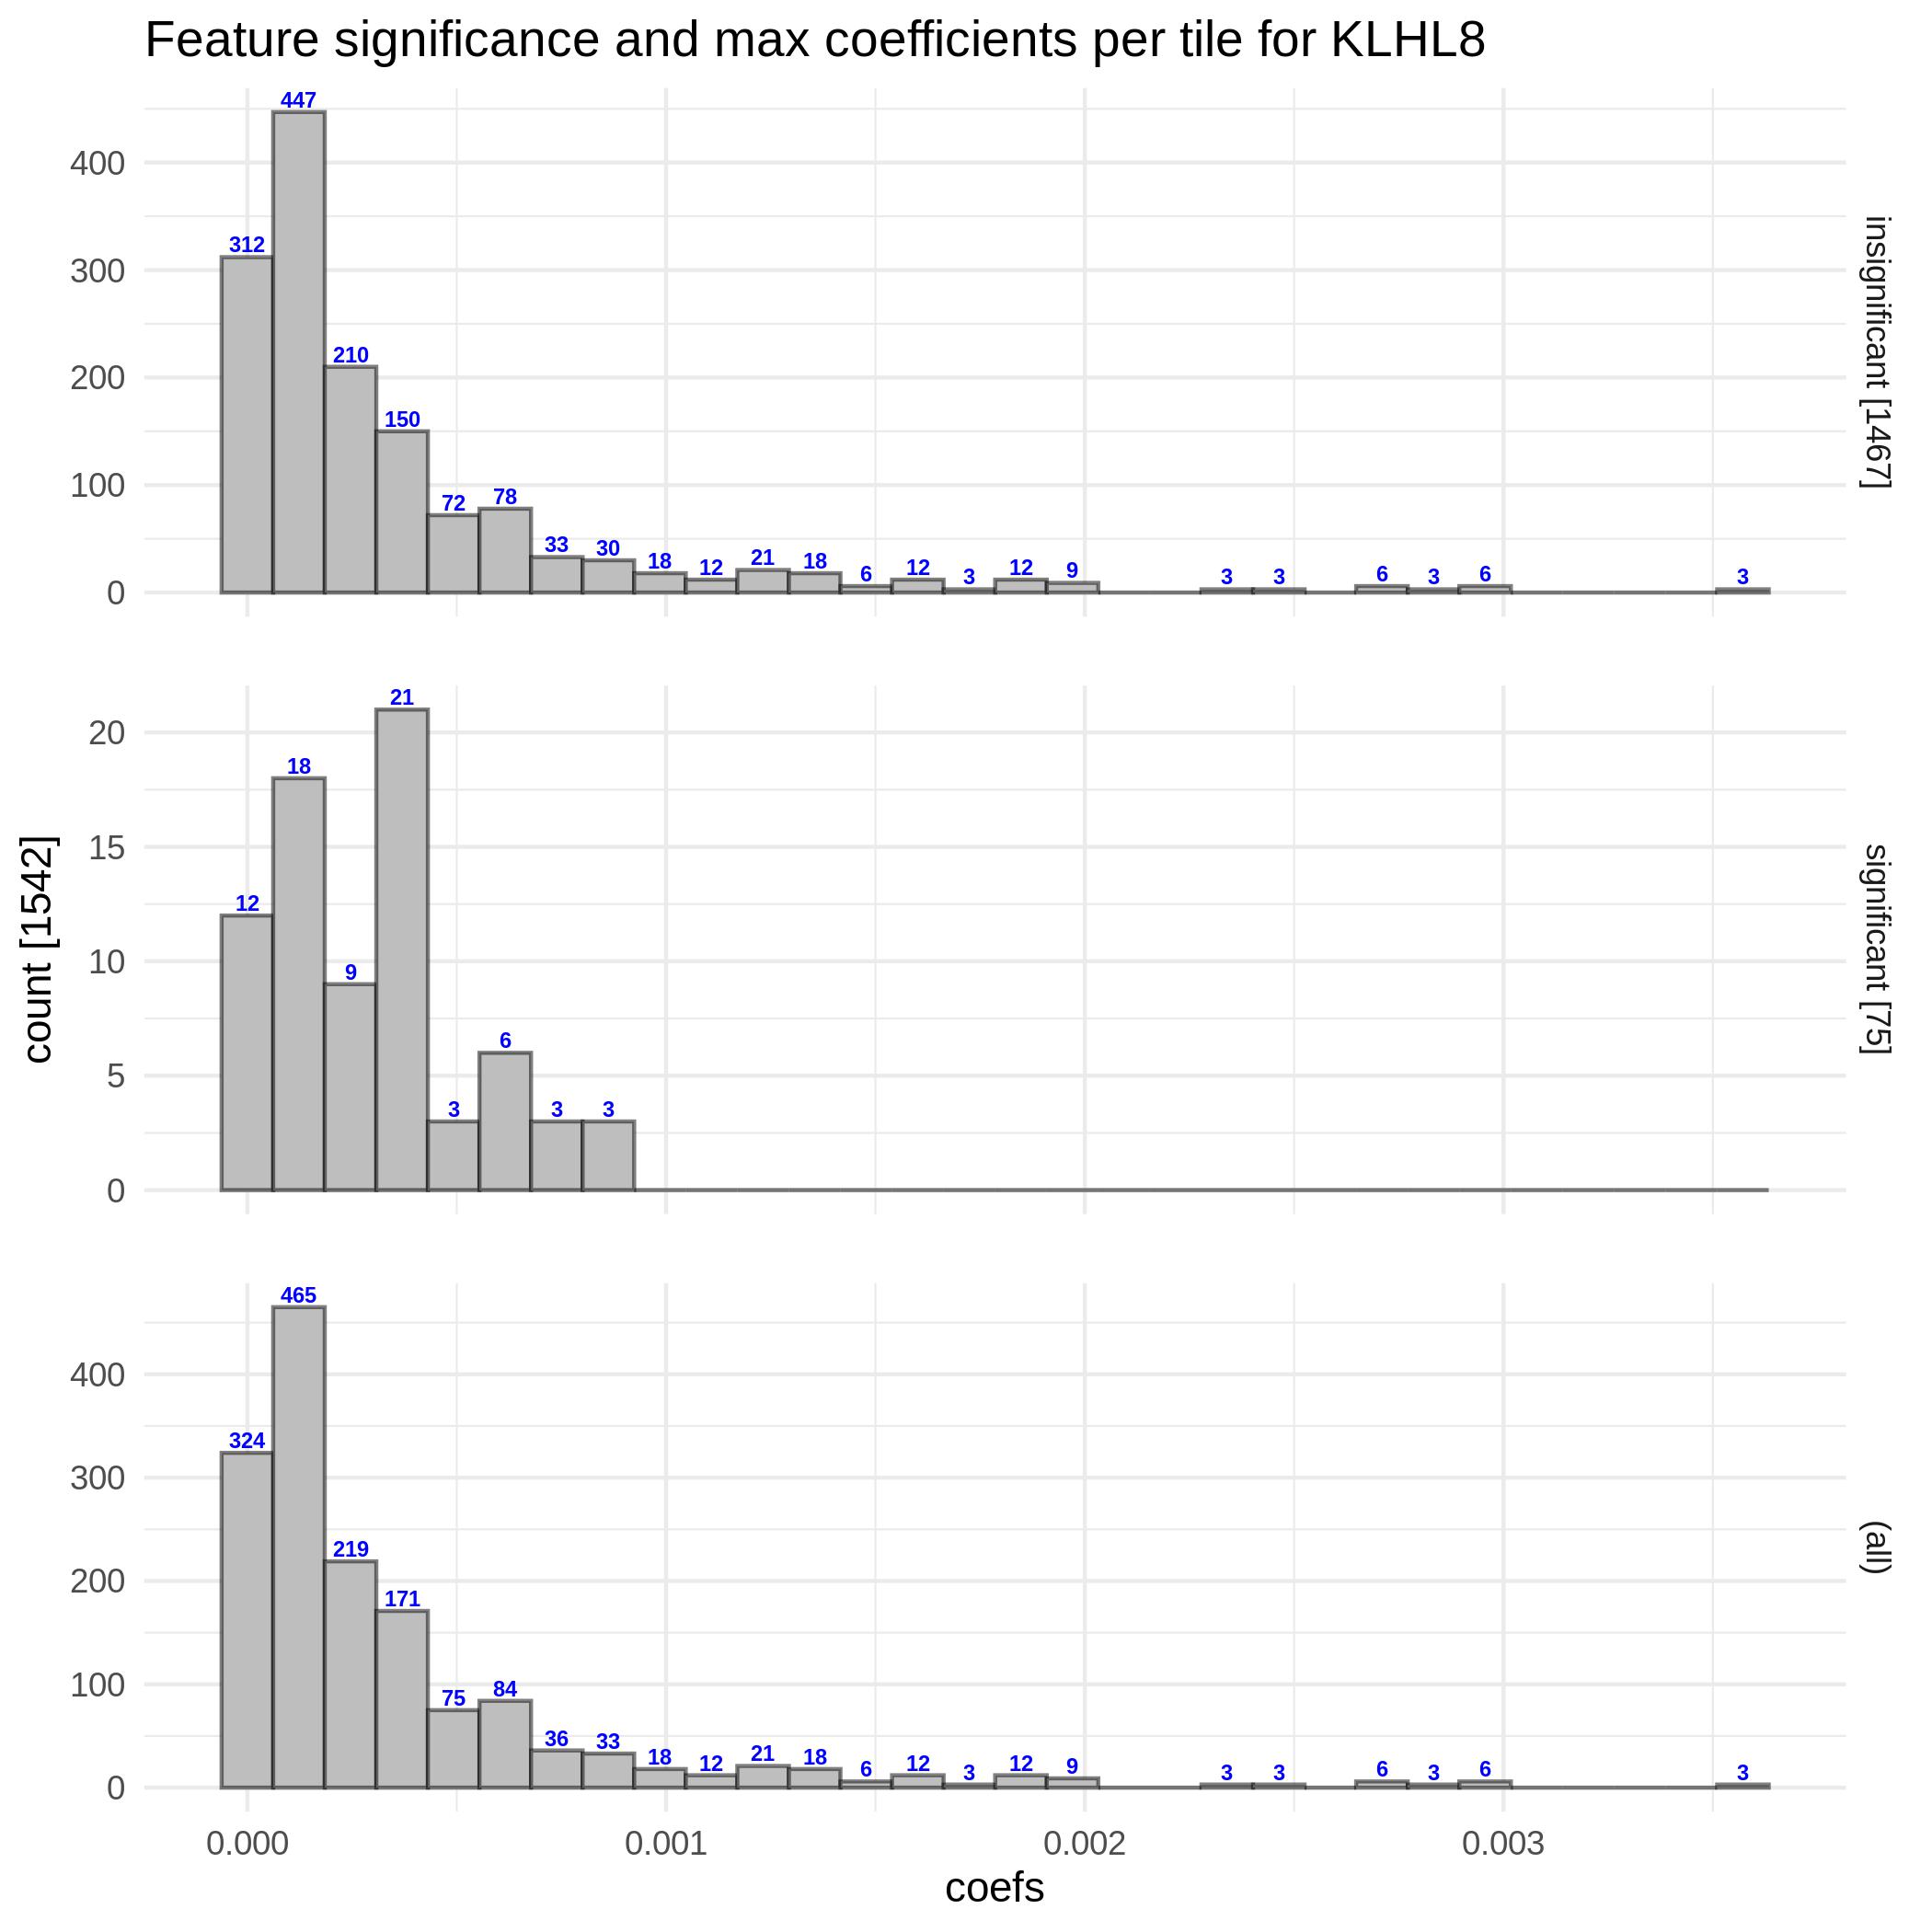 Feature significance and max coefficients per tile for KLHL8
447
312
210
150
72 78
33 30 18 12 21 18 6 12 3 12 9 3 3 6 3 6 3
400
300
200
100
0
insignificant [1467]
21
18
12
9
3 6 3 3
20
15
10
5
0
significant [75]
count [1542]
465
324
219
171
75 84
36 33 18 12 21 18 6 12 3 12 9 3 3 6 3 6 3
400
300
200
100
0
(all)
0.000 0.001 0.002 0.003
coefs